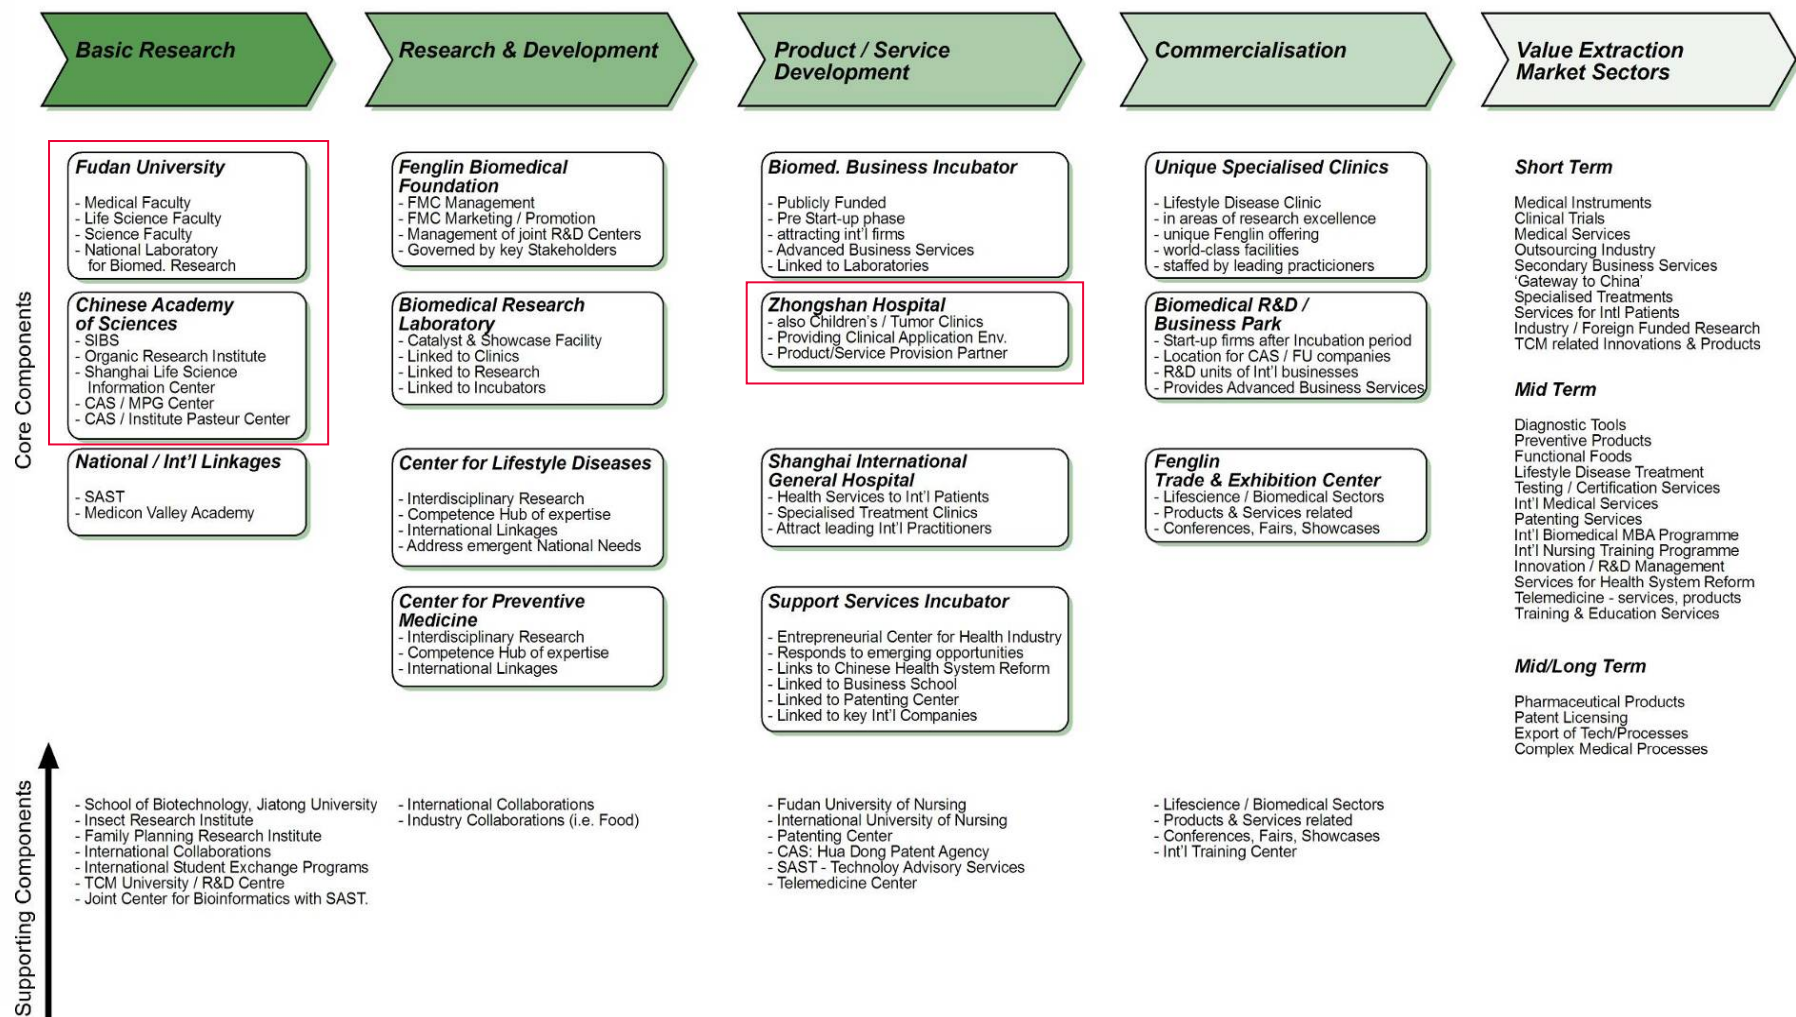 Basic Research
Research & Development
Product / Service
Development
Commercialisation
Value Extraction
Market Sectors
Core Components
Supporting Components
Fudan University
- Medical Faculty
- Life Science Faculty
- Science Faculty
- National Laboratory
for Biomed. Research
Chinese Academy
of Sciences
- SIBS
- Organic Research Institute
- Shanghai Life Science
Information Center
- CAS / MPG Center
- CAS / Institute Pasteur Center
National / Int'l Linkages
- SAST
- Medicon Valley Academy
- School of Biotechnology, Jiatong University
- Insect Research Institute
- Family Planning Research Institute
- International Collaborations
- International Student Exchange Programs
- TCM University / R&D Centre
- Joint Center for Bioinformatics with SAST.
Fenglin Biomedical
Foundation
- FMC Management
- FMC Marketing / Promotion
- Management of joint R&D Centers
- Governed by key Stakeholders
Biomedical Research
Laboratory
- Catalyst & Showcase Facility
- Linked to Clinics
- Linked to Research
- Linked to Incubators
Center for Lifestyle Diseases
- Interdisciplinary Research
- Competence Hub of expertise
- International Linkages
- Address emergent National Needs
Center for Preventive
Medicine
- Interdisciplinary Research
- Competence Hub of expertise
- International Linkages
- International Collaborations
- Industry Collaborations (i.e. Food)
Biomed. Business Incubator
- Publicly Funded
- Pre Start-up phase
- attracting int'l firms
- Advanced Business Services
- Linked to Laboratories
Zhongshan Hospital
- also Children's / Tumor Clinics
- Providing Clinical Application Env.
- Product/Service Provision Partner
Shanghai International
General Hospital
- Health Services to Int'l Patients
- Specialised Treatment Clinics
- Attract leading Int'l Practitioners
Support Services Incubator
- Entrepreneurial Center for Health Industry
- Responds to emerging opportunities
- Links to Chinese Health System Reform
- Linked to Business School
- Linked to Patenting Center
- Linked to key Int'l Companies
- Fudan University of Nursing
- International University of Nursing
- Patenting Center
- CAS: Hua Dong Patent Agency
- SAST - Technoloy Advisory Services
- Telemedicine Center
Unique Specialised Clinics
- Lifestyle Disease Clinic
- in areas of research excellence
- unique Fenglin offering
- world-class facilities
- staffed by leading practicioners
Biomedical R&D /
Business Park
- Start-up firms after Incubation period
- Location for CAS / FU companies
- R&D units of Int'l businesses
- Provides Advanced Business Services
Fenglin
Trade & Exhibition Center
- Lifescience / Biomedical Sectors
- Products & Services related
- Conferences, Fairs, Showcases
- Lifescience / Biomedical Sectors
- Products & Services related
- Conferences, Fairs, Showcases
- Int'l Training Center
Short Term
Medical Instruments
Clinical Trials
Medical Services
Outsourcing Industry
Secondary Business Services
'Gateway to China'
Specialised Treatments
Services for Intl Patients
Industry / Foreign Funded Research
TCM related Innovations & Products
Mid Term
Diagnostic Tools
Preventive Products
Functional Foods
Lifestyle Disease Treatment
Testing / Certification Services
Int'l Medical Services
Patenting Services
Int'l Biomedical MBA Programme
Int'l Nursing Training Programme
Innovation / R&D Management
Services for Health System Reform
Telemedicine - services, products
Training & Education Services
Mid/Long Term
Pharmaceutical Products
Patent Licensing
Export of Tech/Processes
Complex Medical Processes